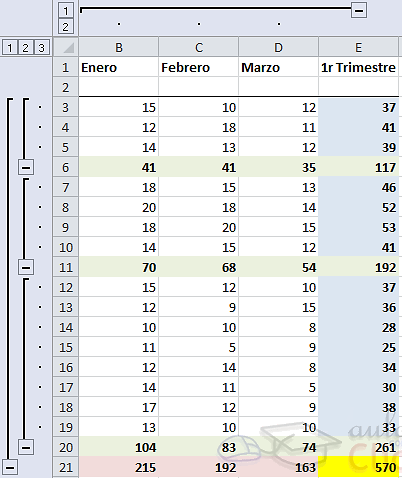 1
2
1 2 3 B C D E
1 Enero Febrero Marzo 1r Trimestre
2
3 15 10 12 37
4 12 18 11 41
5 14 13 12 39
6 41 41 35 117
7 18 15 13 46
8 20 18 14 52
9 18 20 15 53
10 14 15 12 41
11 70 68 54 192
12 15 12 10 37
13 12 9 15 36
14 10 10 8 28
15 11 5 9 25
16 12 14 8 34
17 14 11 5 30
18 17 12 9 38
19 13 10 10 33
20 104 83 74 261
21 215 192 163 570